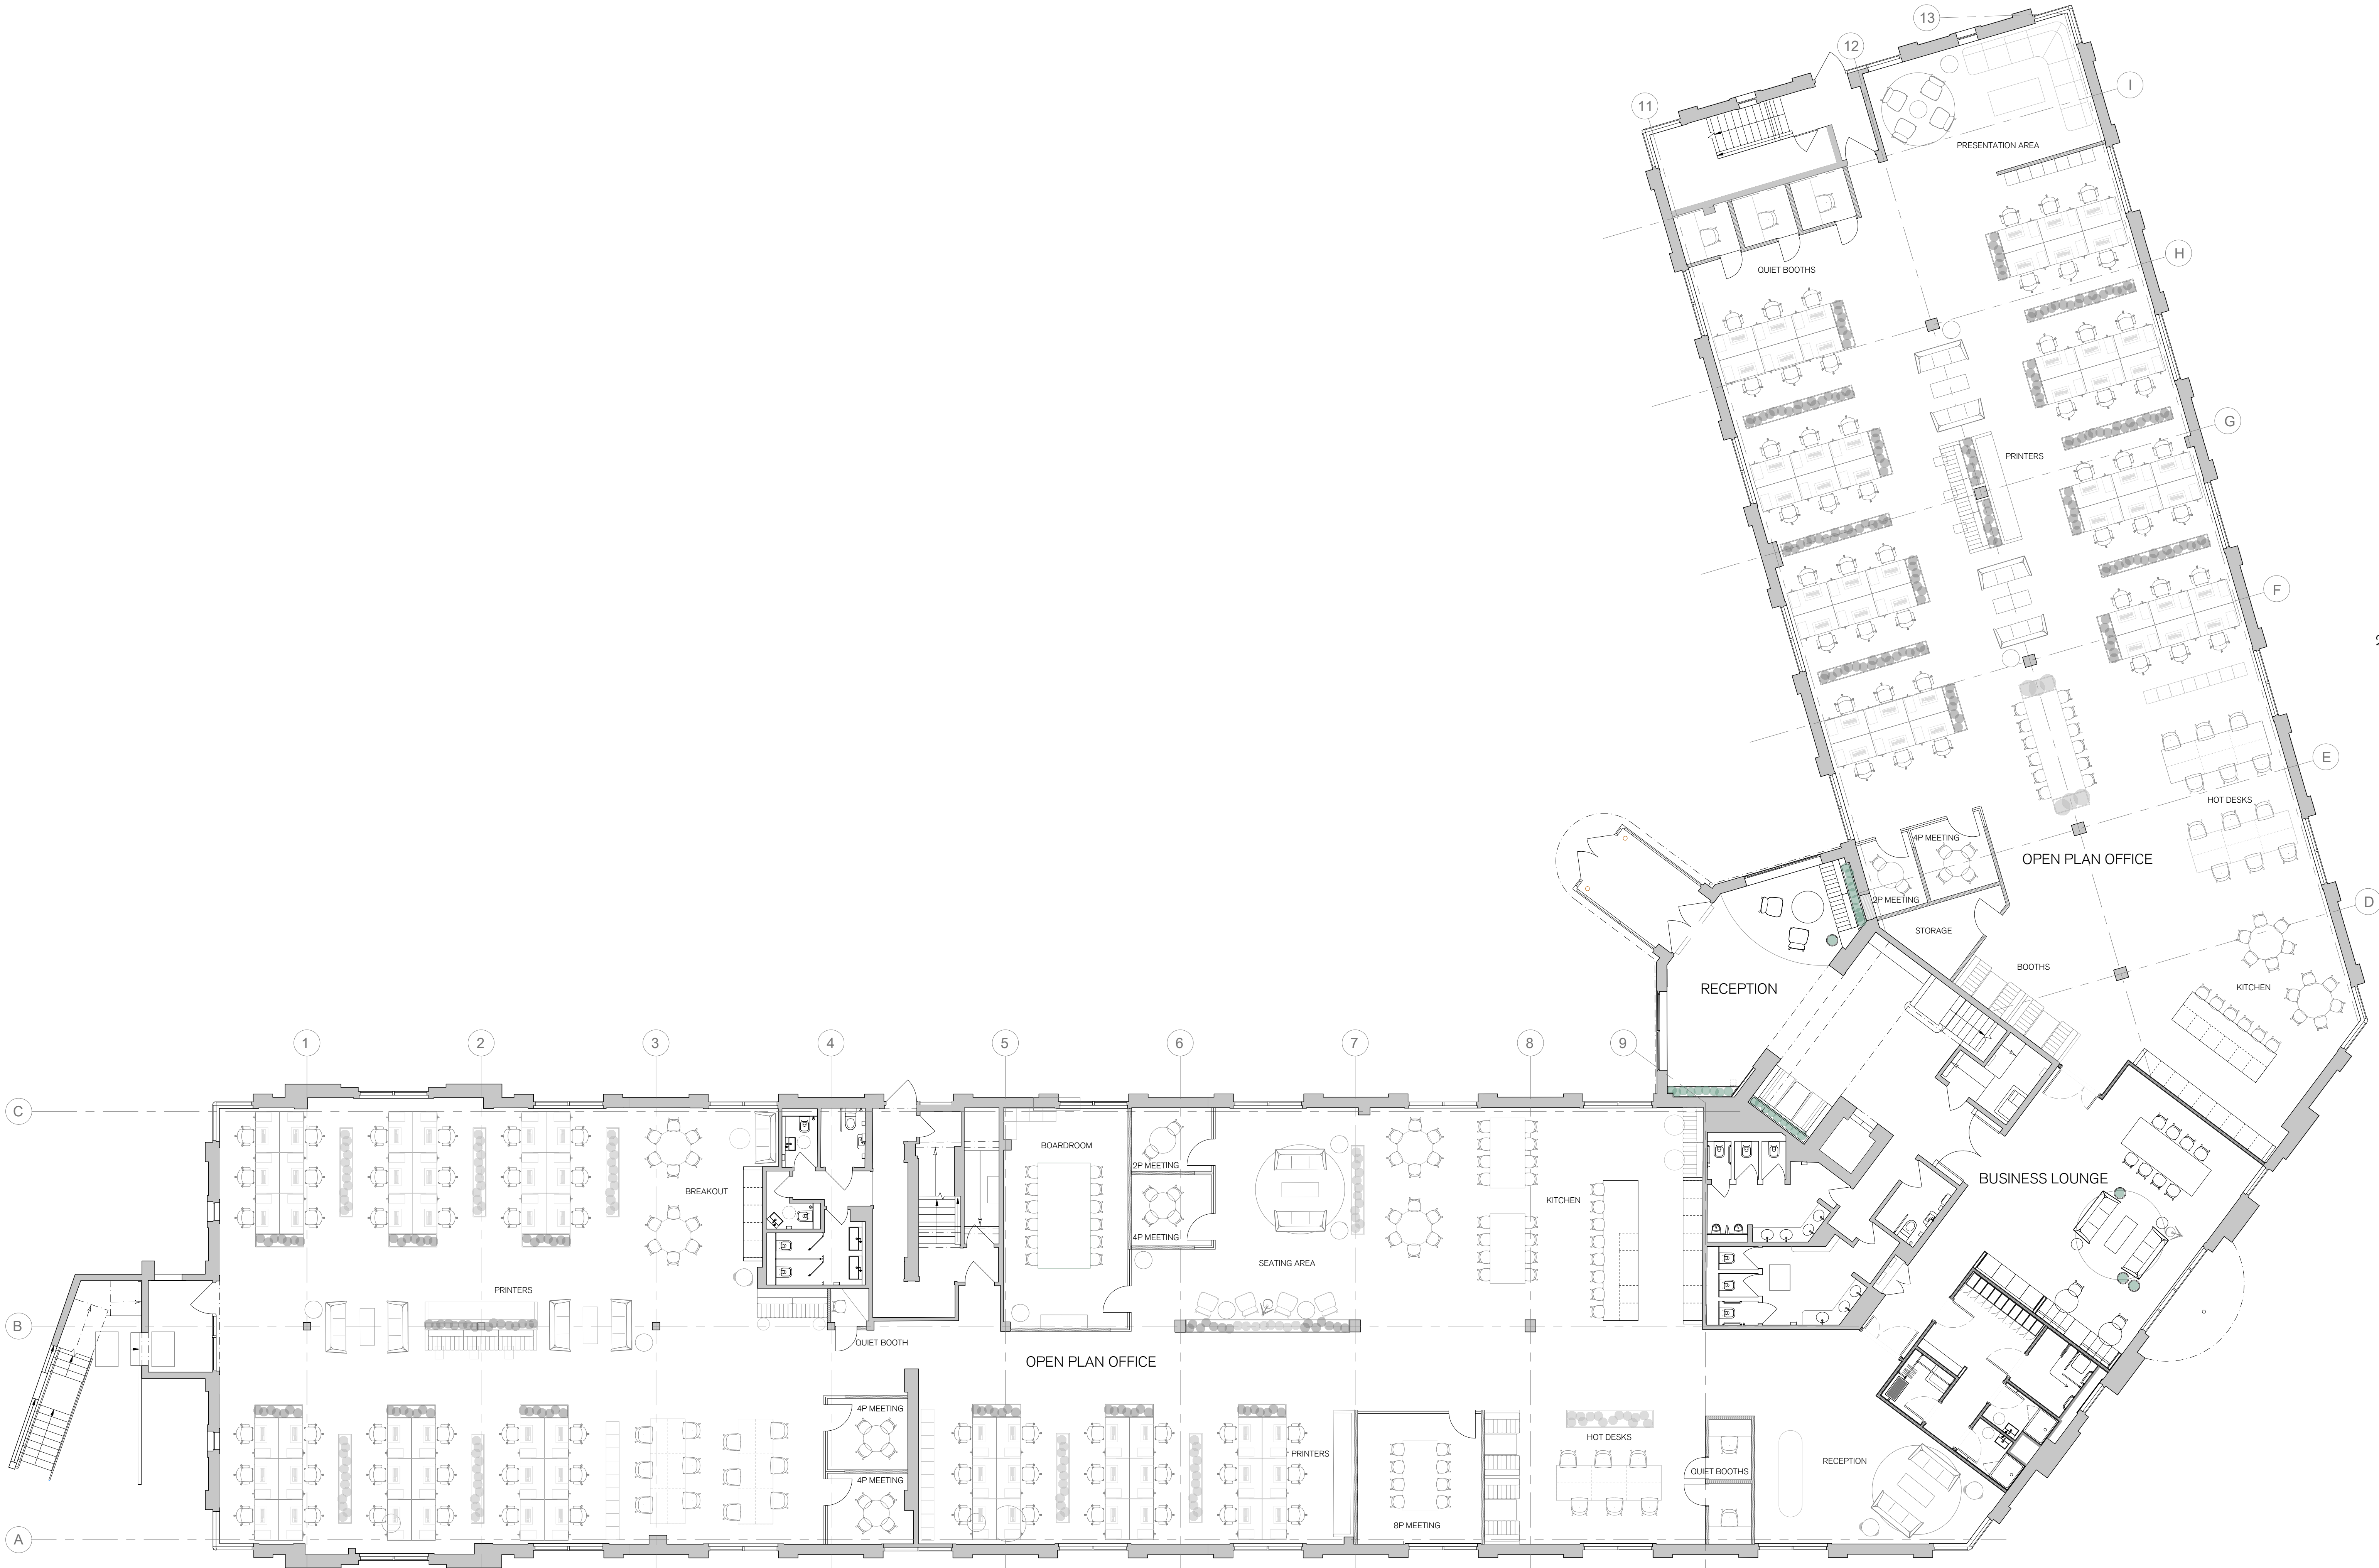 13
12
I
11
PRESENTATION AREA
H
QUIET BOOTHS
G
PRINTERS
F
E
HOT DESKS
4P MEETING
OPEN PLAN OFFICE
2P MEETING
D
STORAGE
BOOTHS
RECEPTION
KITCHEN
1
2
3
4
5
6
7
8
9
C
BOARDROOM
2P MEETING
BUSINESS LOUNGE
BREAKOUT
KITCHEN
4P MEETING
SEATING AREA
PRINTERS
B
QUIET BOOTH
OPEN PLAN OFFICE
4P MEETING
HOT DESKS
PRINTERS
RECEPTION
QUIET BOOTHS
4P MEETING
8P MEETING
A